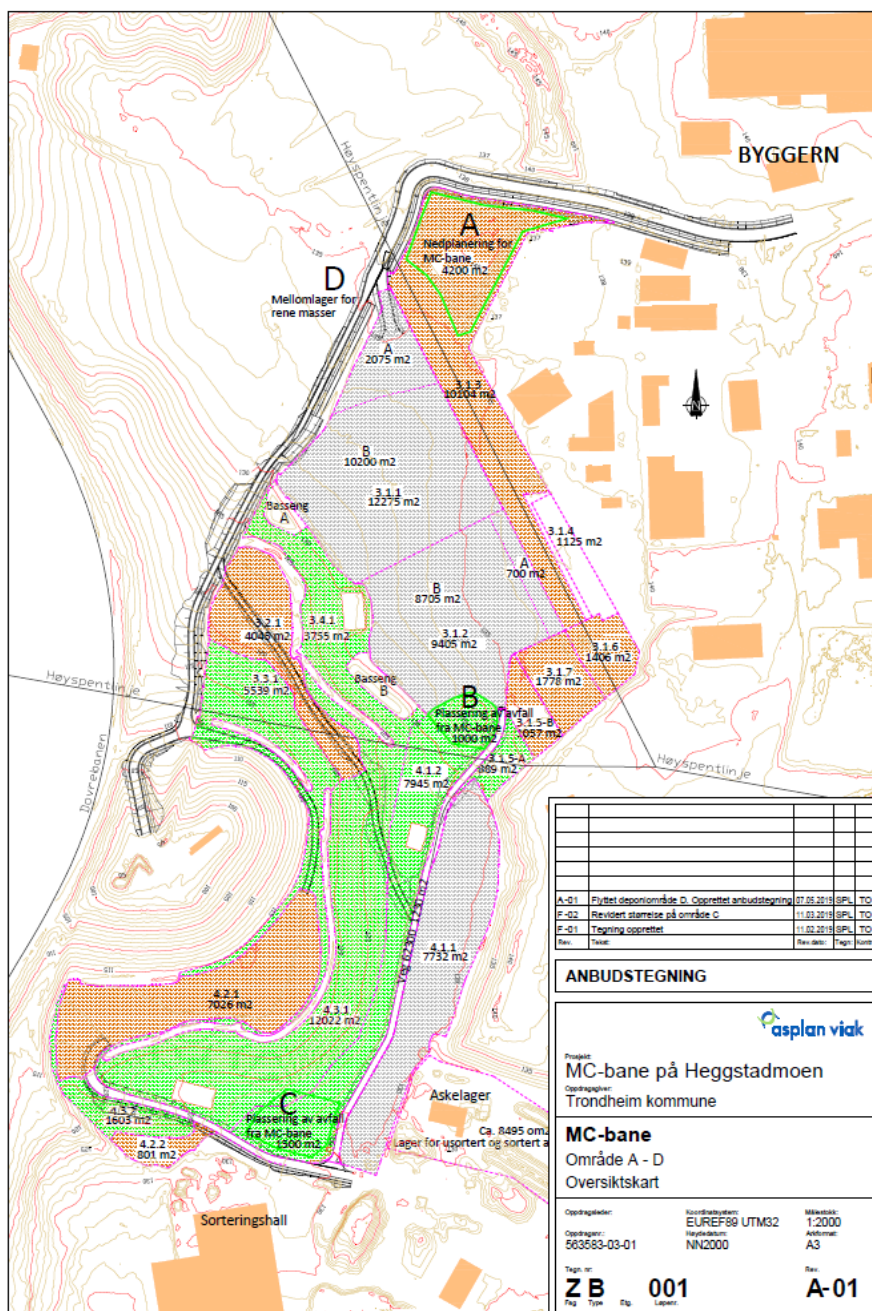 BYGGERN
Høyspentlinje
A
Nedplanering for
MC-bane
4200 m2
D
Mellomlager for
rene masser
A
2075 m2
3.1.3
10104 m2
N
B
10200 m2
3.1.1
12275 m2
Basseng
A
3.1.4
1125 m2
A
700 m2
B
8705 m2
3.1.2
9405 m2
3.2.1
4046 m2
3.4.1
3755 m2
3.1.6
1406 m2
3.1.7
1778 m2
3.3.1
5539 m2
Høyspentlinje
Basseng
B
B
Plassering av avfall
fra MC-bane
1000 m2
3.1.5-B
1057 m2
3.1.5-A
889 m2
Høyspentlinje
4.1.2
7945 m2
Dovrebanen
Veg 62300 1230 m2
4.1.1
7732 m2
4.2.1
7026 m2
4.3.1
12022 m2
C
Plassering av avfall
fra MC-bane
1500 m2
1603 m2
4.2.2
801 m2
Askelager
Ca. 8495 om2
Lager for usortert og sortert a
Sorteringshall
A-01 Flyttet deponiområde D. Opprettet anbudstegning 07.05.2019 SPL TO
F-02 Revidert størrelse på område C 11.03.2019 SPL TO
F-01 Tegning opprettet 11.02.2019 SPL TO
Rev. Tekst: Rev.dato: Tegn: Kontr
ANBUDSTEGNING
asplan viak
Prosjekt:
MC-bane på Heggstadmoen
Oppdragsgiver:
Trondheim kommune
MC-bane
Område A - D
Oversiktskart
Oppdragsleder: Koordinatsystem: Målestokk:
EUREF89 UTM32 1:2000
Oppdragsnr.: Høydedatum: Arkformat:
563583-03-01 NN2000 A3
Tegn. nr: Rev.
Z B 001 A-01
Fag Type Etg. Løpenr.